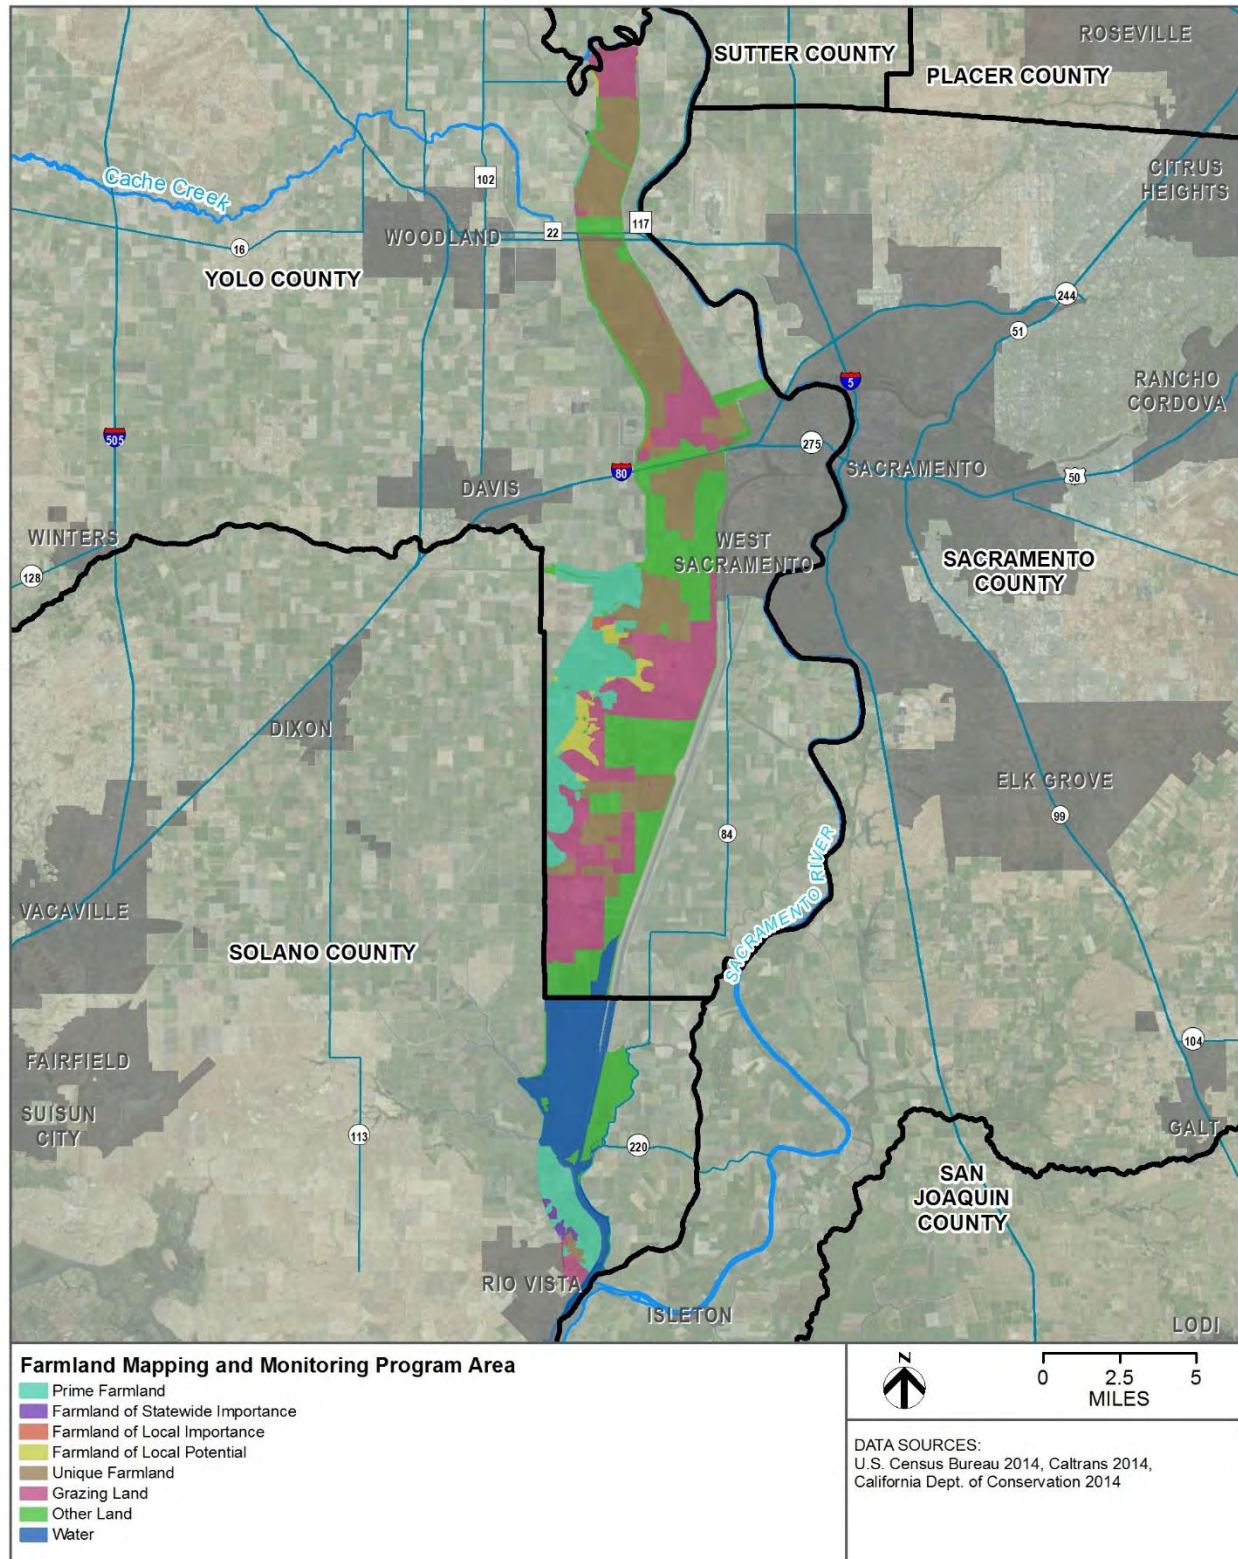 ROSEVILLE
SUTTER COUNTY
PLACER COUNTY
CITRUS
HEIGHTS
Cache Creek
102
WOODLAND
22
117
16
YOLO COUNTY
244
51
5
RANCHO
CORDOVA
505
275
SACRAMENTO
80
50
DAVIS
WINTERS
WEST
SACRAMENTO
SACRAMENTO
COUNTY
128
DIXON
ELK GROVE
99
84
SACRAMENTO RIVER
VACAVILLE
SOLANO COUNTY
FAIRFIELD
104
SUISUN
CITY
113
220
GALT
SAN
JOAQUIN
COUNTY
RIO VISTA
ISLETON
LODI
Farmland Mapping and Monitoring Program Area
Prime Farmland
Farmland of Statewide Importance
Farmland of Local Importance
Farmland of Local Potential
Unique Farmland
Grazing Land
Other Land
Water
N
0 2.5 5
MILES
DATA SOURCES:
U.S. Census Bureau 2014, Caltrans 2014,
California Dept. of Conservation 2014